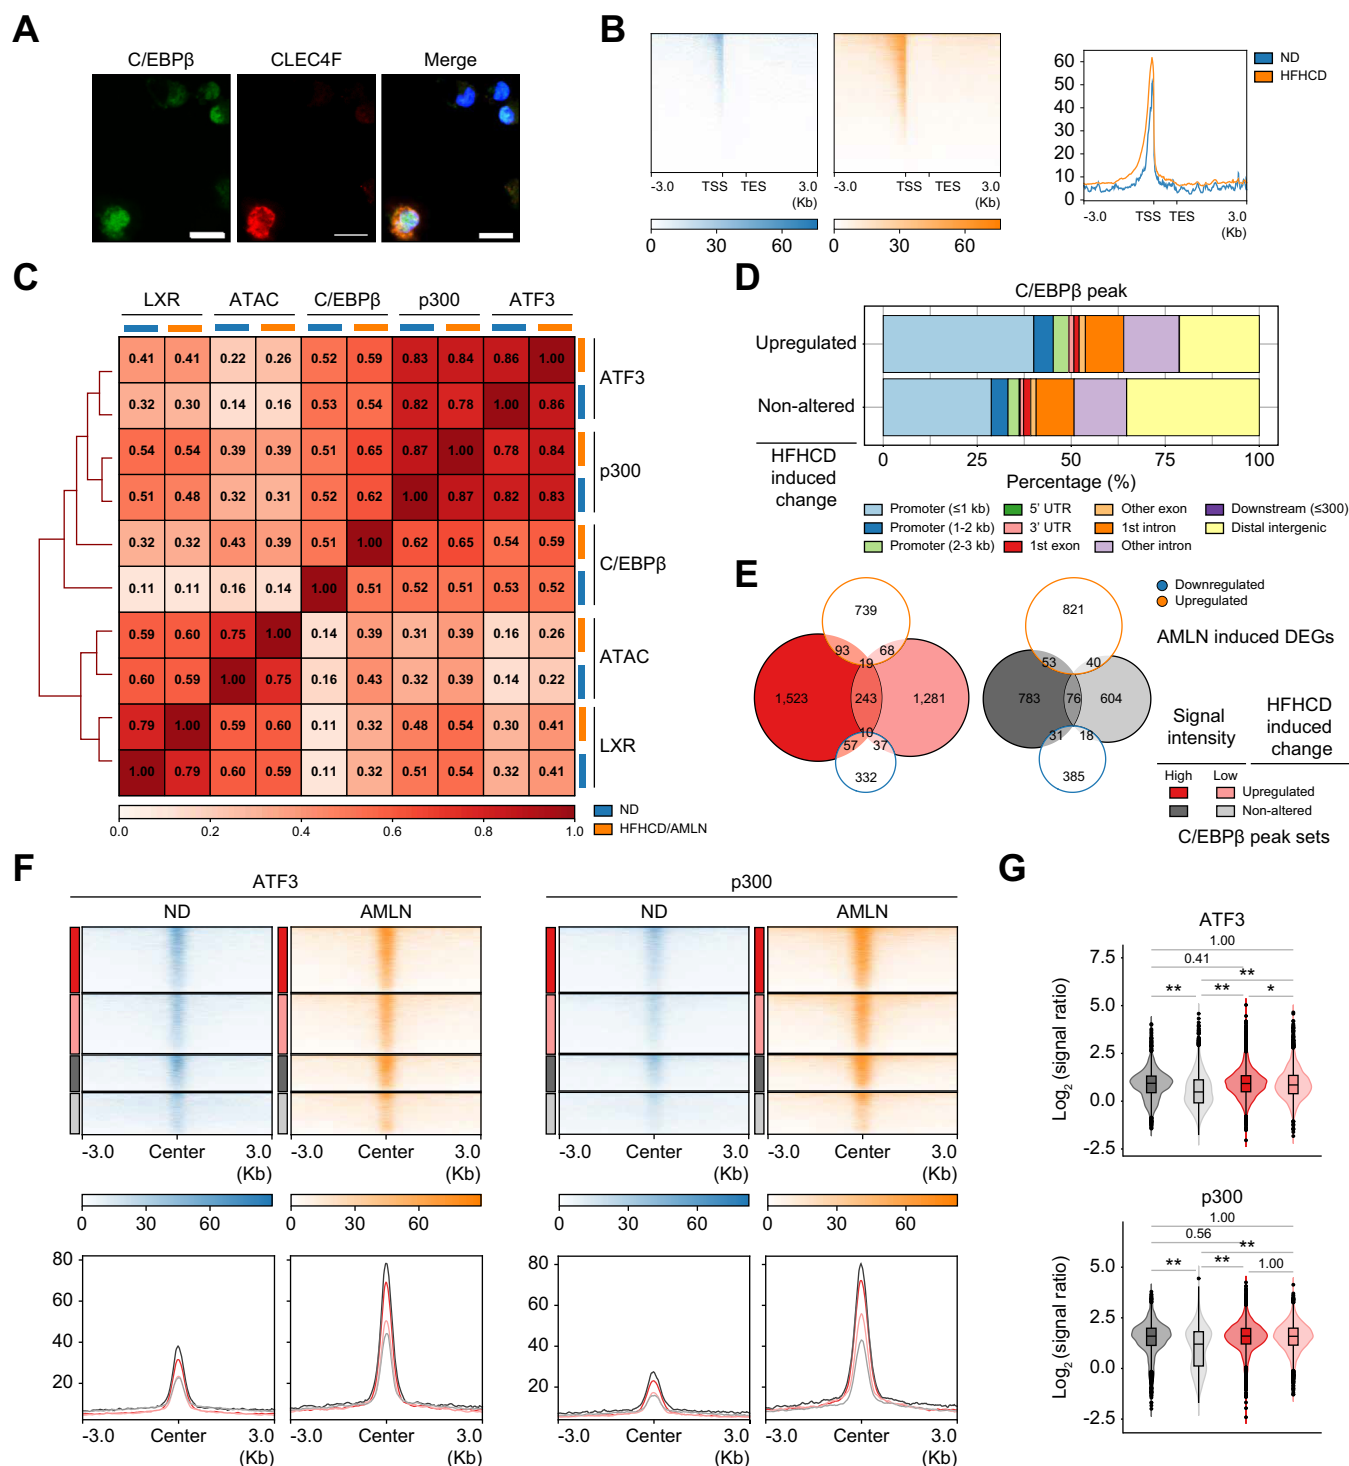 A
C/EBPβ CLEC4F Merge
B
-3.0 TSS TES 3.0
(Kb)
0 30 60
-3.0 TSS TES 3.0
(Kb)
0 30 60
60
50
40
30
20
10
0
-3.0 TSS TES 3.0
(Kb)
ND
HFHCD
C
LXR ATAC C/EBPβ p300 ATF3
0.41 0.41 0.22 0.26 0.52 0.59 0.83 0.84 0.86 1.00
0.32 0.30 0.14 0.16 0.53 0.54 0.82 0.78 1.00 0.86
ATF3
0.54 0.54 0.39 0.39 0.51 0.65 0.87 1.00 0.78 0.84
0.51 0.48 0.32 0.31 0.52 0.62 1.00 0.87 0.82 0.83
p300
0.32 0.32 0.43 0.39 0.51 1.00 0.62 0.65 0.54 0.59
0.11 0.11 0.16 0.14 1.00 0.51 0.52 0.51 0.53 0.52
C/EBPβ
0.59 0.60 0.75 1.00 0.14 0.39 0.31 0.39 0.16 0.26
0.60 0.59 1.00 0.75 0.16 0.43 0.32 0.39 0.14 0.22
ATAC
0.79 1.00 0.59 0.60 0.11 0.32 0.48 0.54 0.30 0.41
1.00 0.79 0.60 0.59 0.11 0.32 0.51 0.54 0.32 0.41
LXR
0.0 0.2 0.4 0.6 0.8 1.0
ND
HFHCD/AMLN
D
C/EBPβ peak
Upregulated
Non-altered
HFHCD
induced
change
0 25 50 75 100
Percentage (%)
Promoter (≤1 kb) 5' UTR Other exon Downstream (≤300)
Promoter (1-2 kb) 3' UTR 1st intron Distal intergenic
Promoter (2-3 kb) 1st exon Other intron
E
739
93 68
19
1,523 243 1,281
10
57 37
332
821
53 40
783 76 604
31 18
385
Downregulated
Upregulated
AMLN induced DEGs
Signal
intensity
HFHCD
induced
change
High Low
Upregulated
Non-altered
C/EBPβ peak sets
F
ATF3
ND AMLN
-3.0 Center 3.0
(Kb)
-3.0 Center 3.0
(Kb)
0 30 60
0 30 60
80
60
40
20
-3.0 Center 3.0
(Kb)
-3.0 Center 3.0
(Kb)
p300
ND AMLN
-3.0 Center 3.0
(Kb)
-3.0 Center 3.0
(Kb)
0 30 60
0 30 60
80
60
40
20
-3.0 Center 3.0
(Kb)
-3.0 Center 3.0
(Kb)
G
ATF3
Log2 (signal ratio)
7.5
5.0
2.5
0.0
-2.5
1.00
0.41
**
** ** *
p300
Log2 (signal ratio)
5.0
2.5
0.0
-2.5
1.00
0.56
**
** ** 1.00